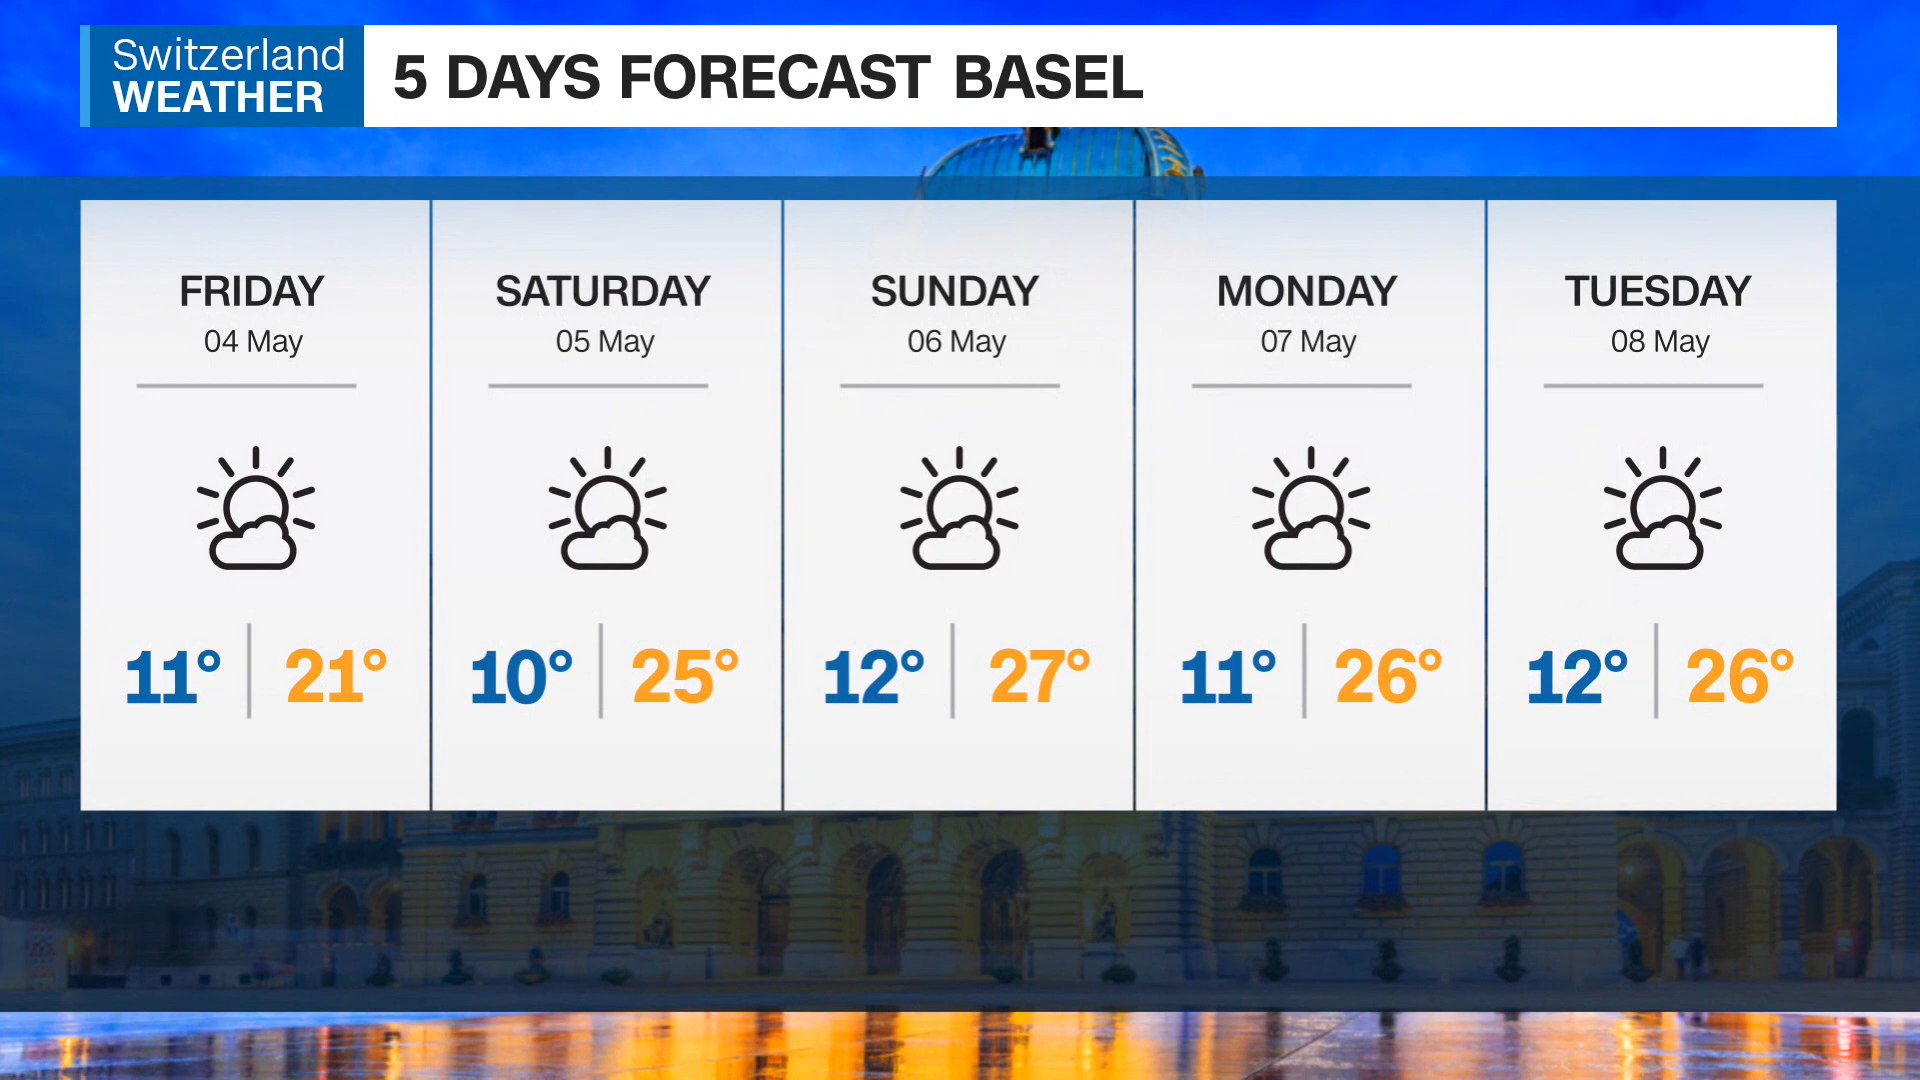 Switzerland
WEATHER
5 DAYS FORECAST BASEL
FRIDAY
04 May
11° 21°
SATURDAY
05 May
10° 25°
SUNDAY
06 May
12° 27°
MONDAY
07 May
11° 26°
TUESDAY
08 May
12° 26°